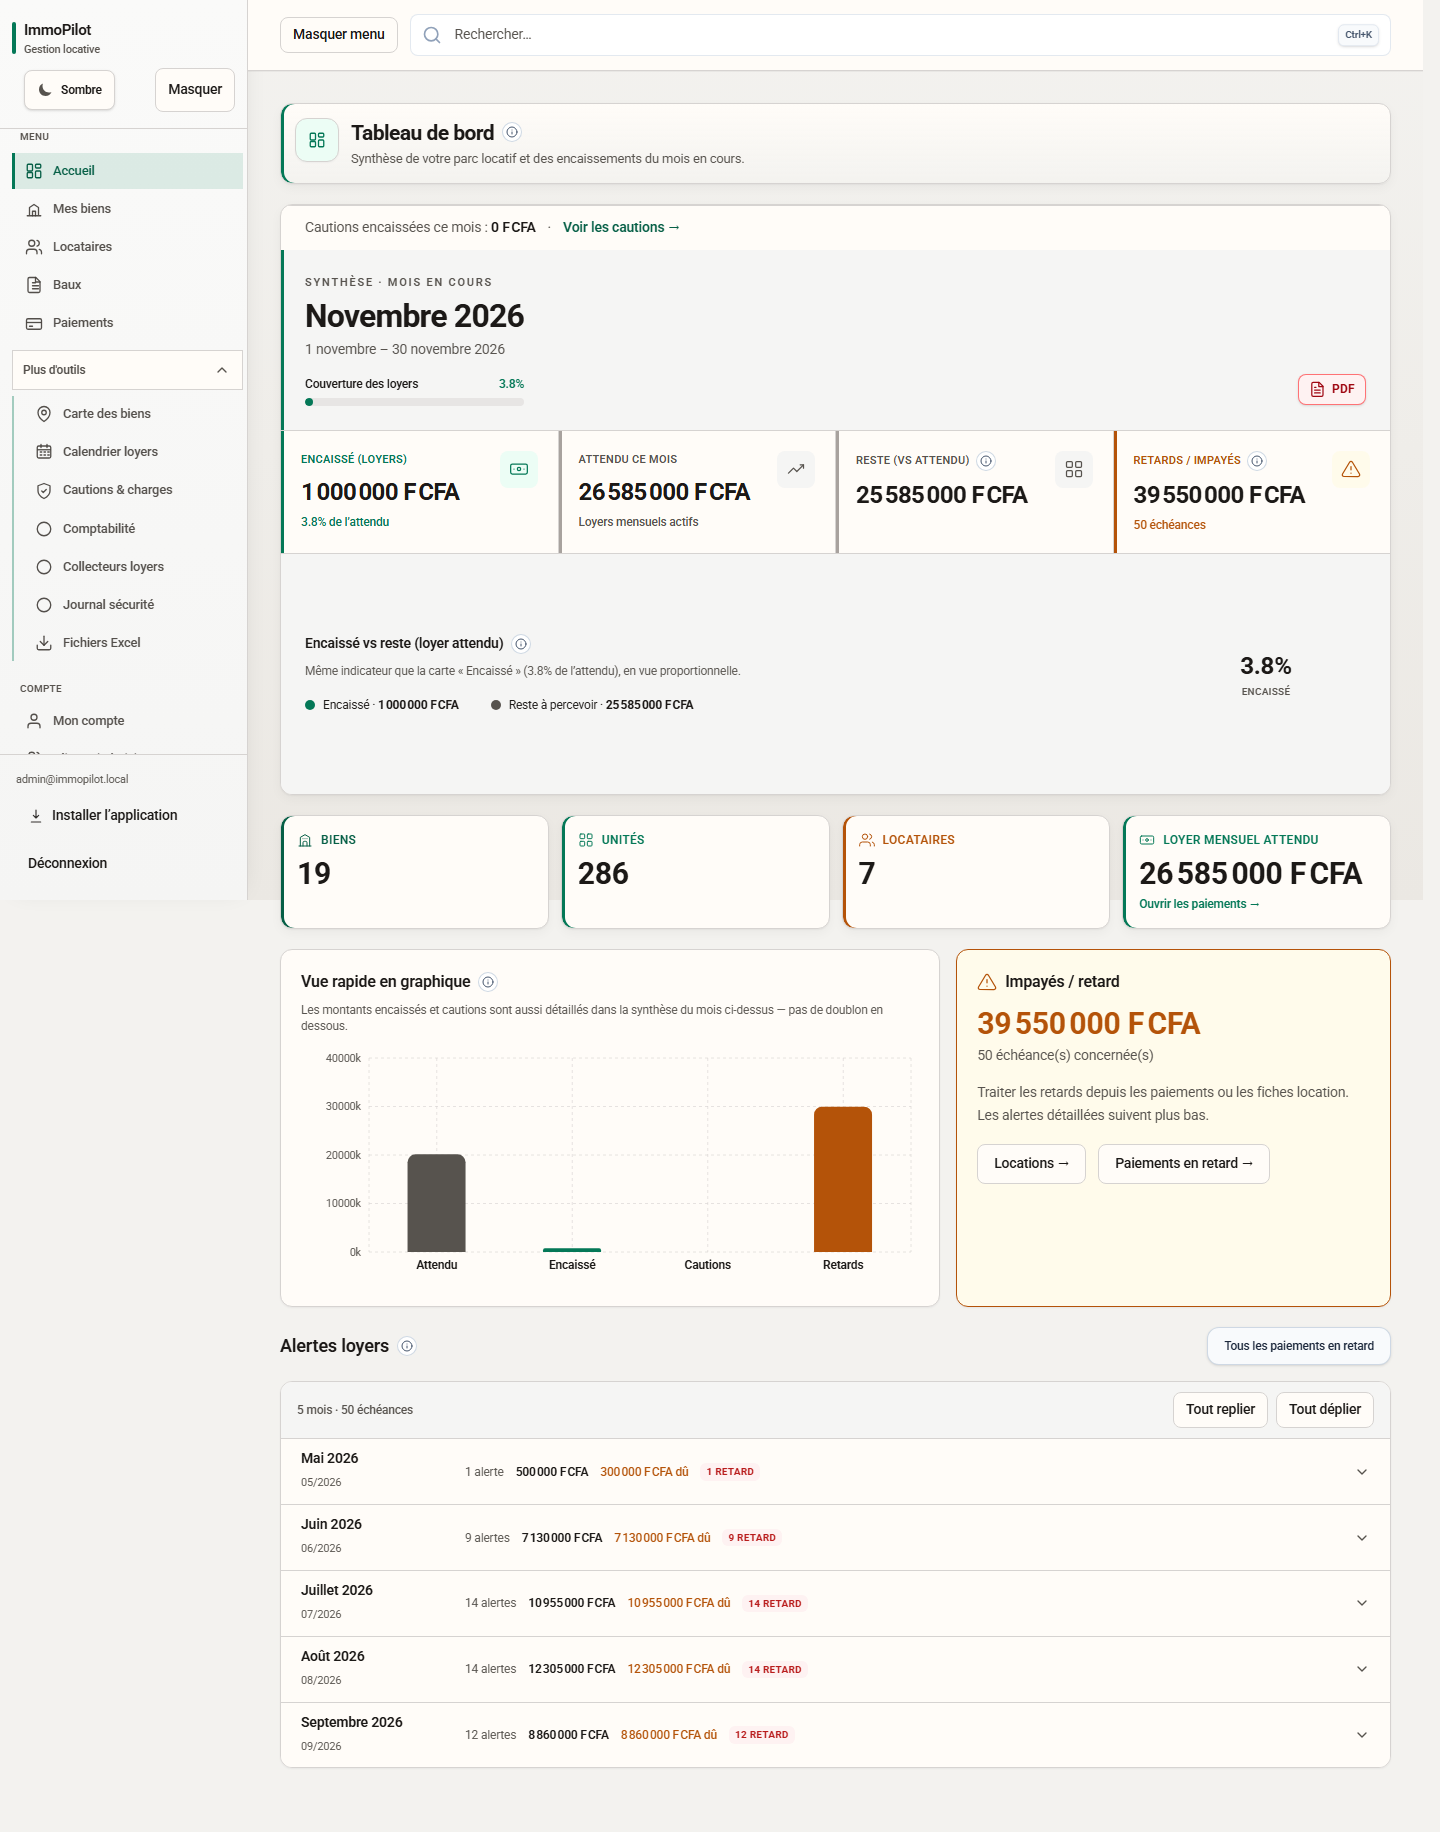 ImmoPilot
Gestion locative
Sombre
Masquer
MENU
Accueil
Mes biens
Locataires
Baux
Paiements
Plus d'outils
Carte des biens
Calendrier loyers
Cautions & charges
Comptabilité
Collecteurs loyers
Journal sécurité
Fichiers Excel
COMPTE
Mon compte
admin@immopilot.local
Installer l’application
Déconnexion
Masquer menu
Rechercher...
Ctrl+K
Tableau de bord
Synthèse de votre parc locatif et des encaissements du mois en cours.
Cautions encaissées ce mois : 0 FCFA · Voir les cautions →
SYNTHÈSE · MOIS EN COURS
Novembre 2026
1 novembre – 30 novembre 2026
Couverture des loyers 3.8%
PDF
ENCAISSÉ (LOYERS)
1 000 000 FCFA
3.8% de l’attendu
ATTENDU CE MOIS
26 585 000 FCFA
Loyers mensuels actifs
RESTE (VS ATTENDU)
25 585 000 FCFA
RETARDS / IMPAYÉS
39 550 000 FCFA
50 échéances
Encaissé vs reste (loyer attendu)
Même indicateur que la carte « Encaissé » (3.8% de l’attendu), en vue proportionnelle.
Encaissé · 1 000 000 FCFA
Reste à percevoir · 25 585 000 FCFA
3.8%
ENCAISSÉ
BIENS
19
UNITÉS
286
LOCATAIRES
7
LOYER MENSUEL ATTENDU
26 585 000 FCFA
Ouvrir les paiements →
Vue rapide en graphique
Les montants encaissés et cautions sont aussi détaillés dans la synthèse du mois ci-dessus — pas de doublon en
dessous.
40000k
30000k
20000k
10000k
0k
Attendu
Encaissé
Cautions
Retards
Impayés / retard
39 550 000 FCFA
50 échéance(s) concernée(s)
Traiter les retards depuis les paiements ou les fiches location.
Les alertes détaillées suivent plus bas.
Locations →
Paiements en retard →
Alertes loyers
Tous les paiements en retard
5 mois · 50 échéances
Tout replier
Tout déplier
Mai 2026
05/2026
1 alerte 500 000 FCFA 300 000 FCFA dû 1 RETARD
Juin 2026
06/2026
9 alertes 7 130 000 FCFA 7 130 000 FCFA dû 9 RETARD
Juillet 2026
07/2026
14 alertes 10 955 000 FCFA 10 955 000 FCFA dû 14 RETARD
Août 2026
08/2026
14 alertes 12 305 000 FCFA 12 305 000 FCFA dû 14 RETARD
Septembre 2026
09/2026
12 alertes 8 860 000 FCFA 8 860 000 FCFA dû 12 RETARD